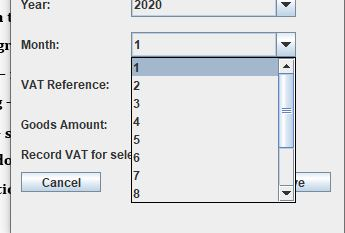 Year: 2020
Month: 1
1
2
VAT Reference:
3
4
Goods Amount:
5
6
Record VAT for
7
Cancel
8